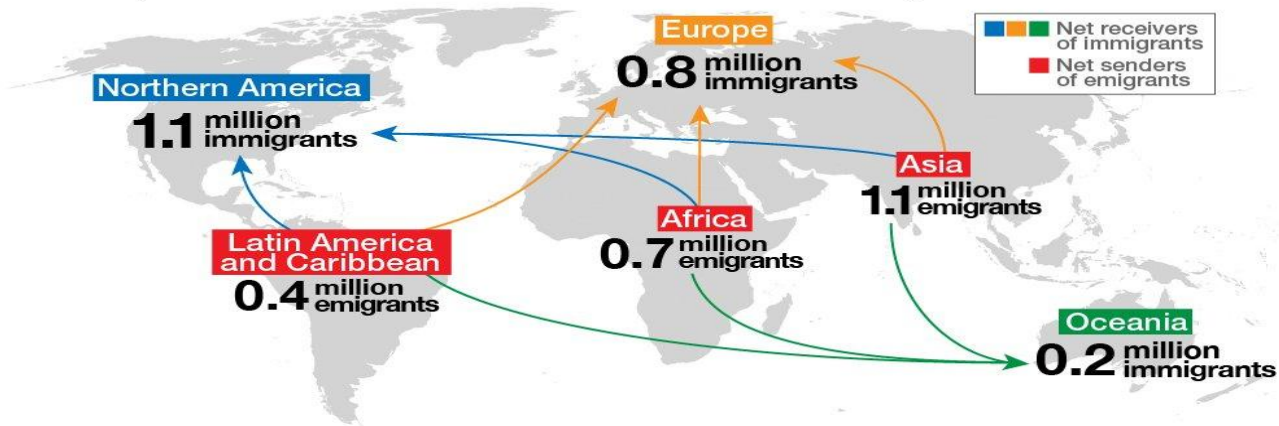 Europe
0.8 million
immigrants
Net receivers
of immigrants
Net senders
of emigrants
Northern America
1.1 million
immigrants
Asia
1.1 million
emigrants
Africa
0.7 million
emigrants
Latin America
and Caribbean
0.4 million
emigrants
Oceania
0.2 million
immigrants